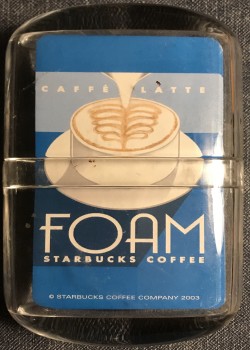 CAFFÈ LATTE
FOAM
STARBUCKS COFFEE
© STARBUCKS COFFEE COMPANY 2003